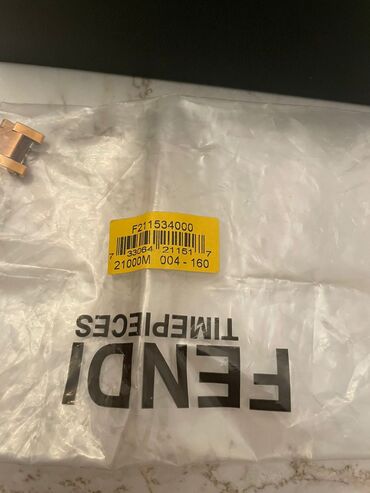 F211534000
7 33064 21151 7
21000M 004-160
FENDI
TIMEPIECES